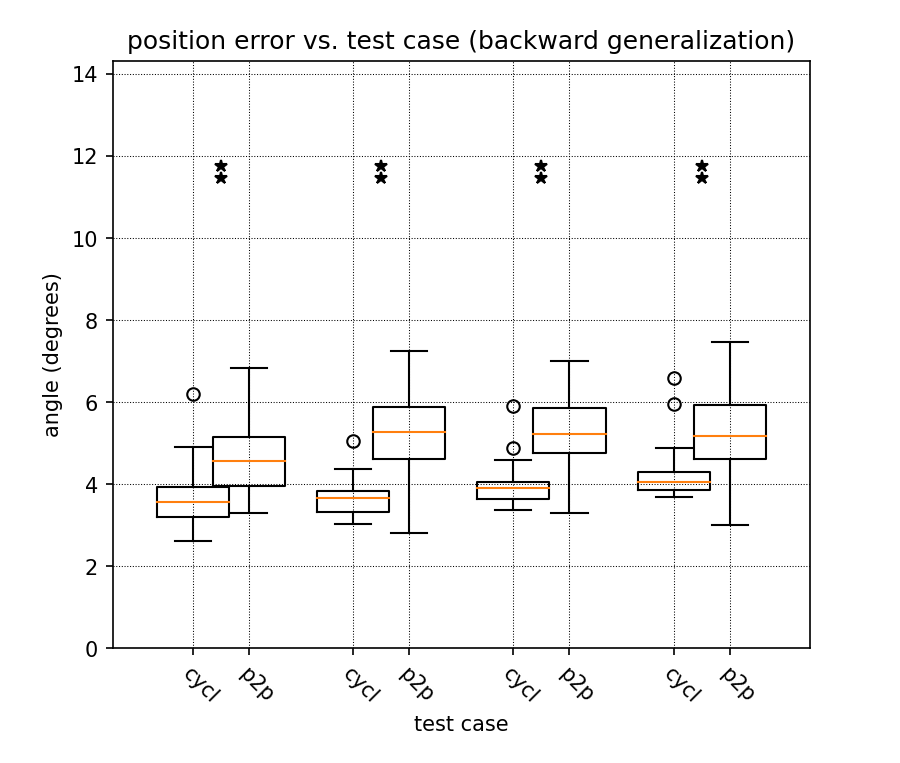 position error vs. test case (backward generalization)
14
12
10
8
6
4
2
0
angle (degrees)
cycl p2p cycl p2p cycl p2p cycl p2p
test case